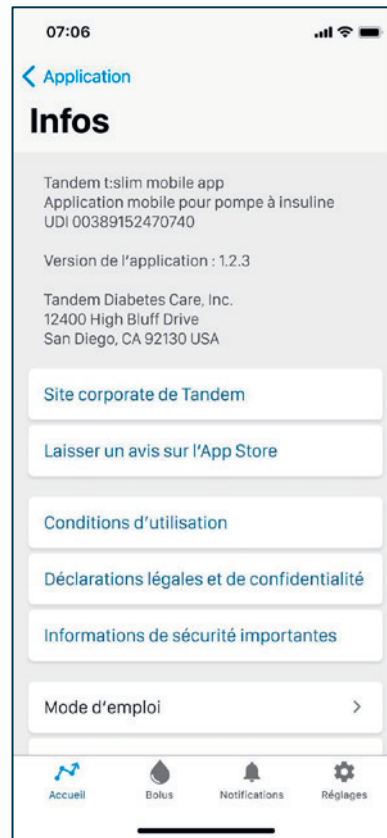 07:06
Application
Infos
Tandem t:slim mobile app
Application mobile pour pompe à insuline
UDI 00389152470740
Version de l'application : 1.2.3
Tandem Diabetes Care, Inc.
12400 High Bluff Drive
San Diego, CA 92130 USA
Site corporate de Tandem
Laisser un avis sur l'App Store
Conditions d'utilisation
Déclarations légales et de confidentialité
Informations de sécurité importantes
Mode d'emploi
Accueil Bolus Notifications Réglages